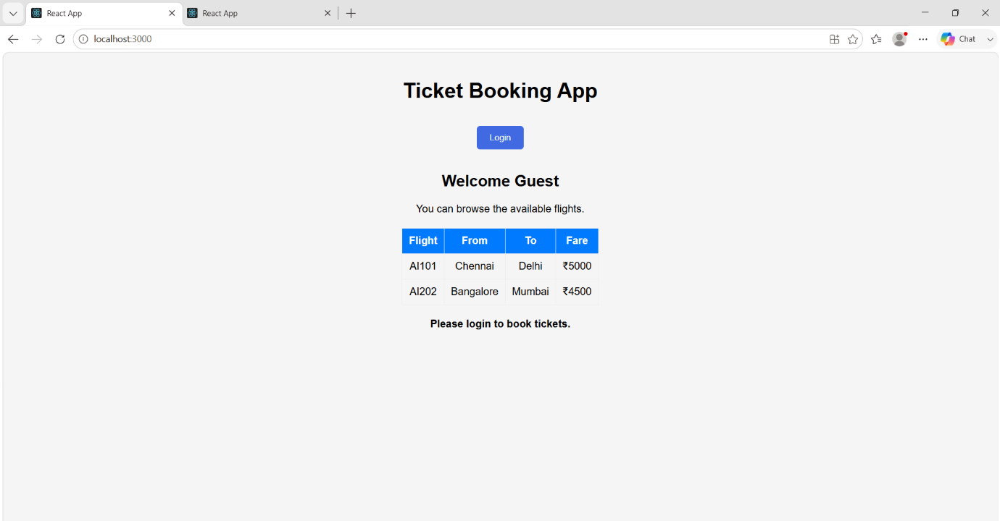 React App
React App
localhost:3000
Chat
Ticket Booking App
Login
Welcome Guest
You can browse the available flights.
Flight From To Fare
AI101 Chennai Delhi ₹5000
AI202 Bangalore Mumbai ₹4500
Please login to book tickets.